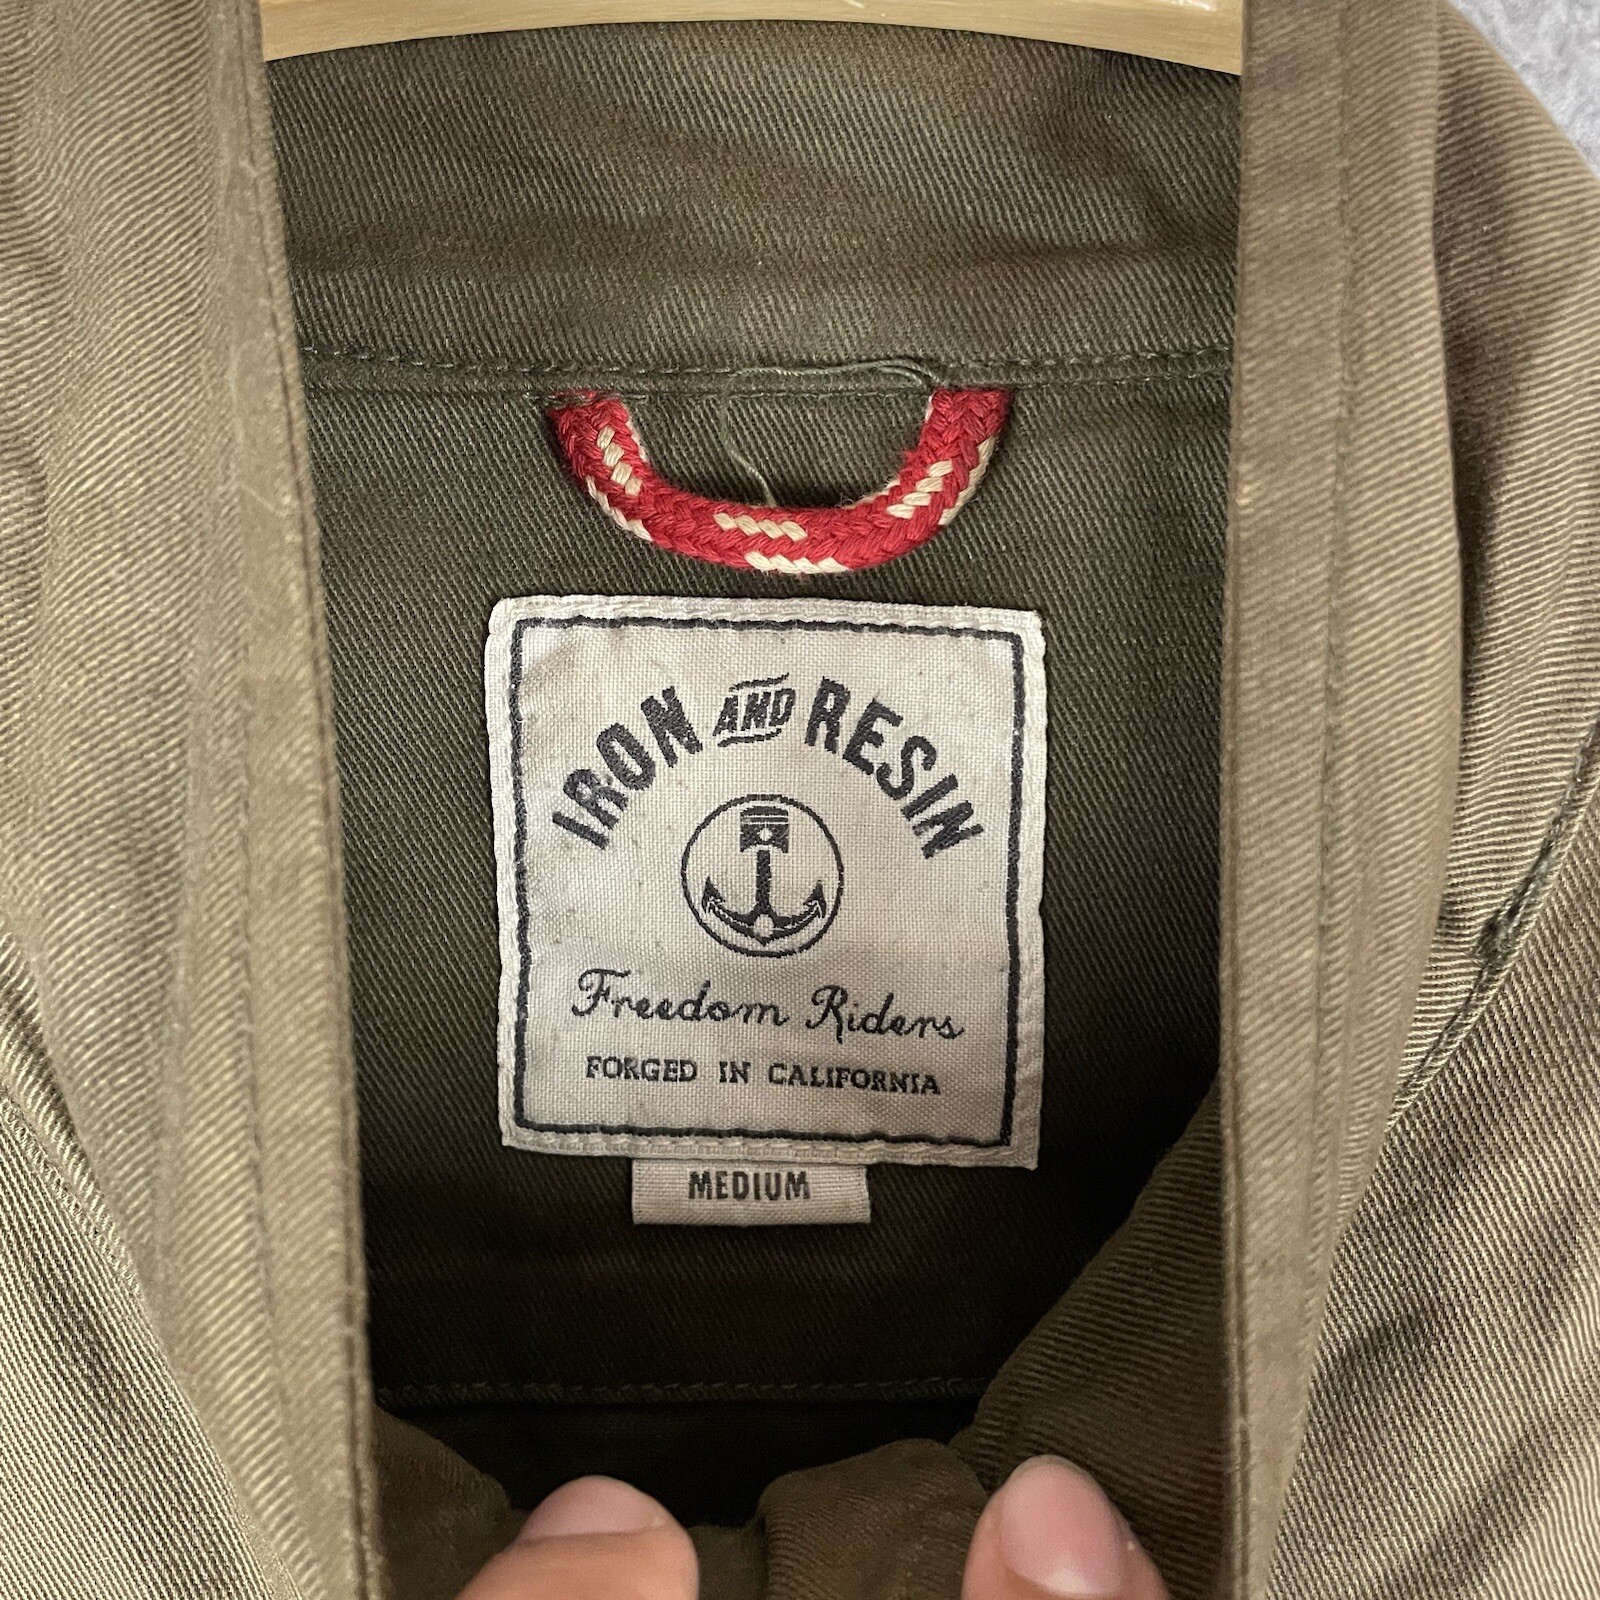 IRON AND RESIN
Freedom Riders
FORGED IN CALIFORNIA
MEDIUM